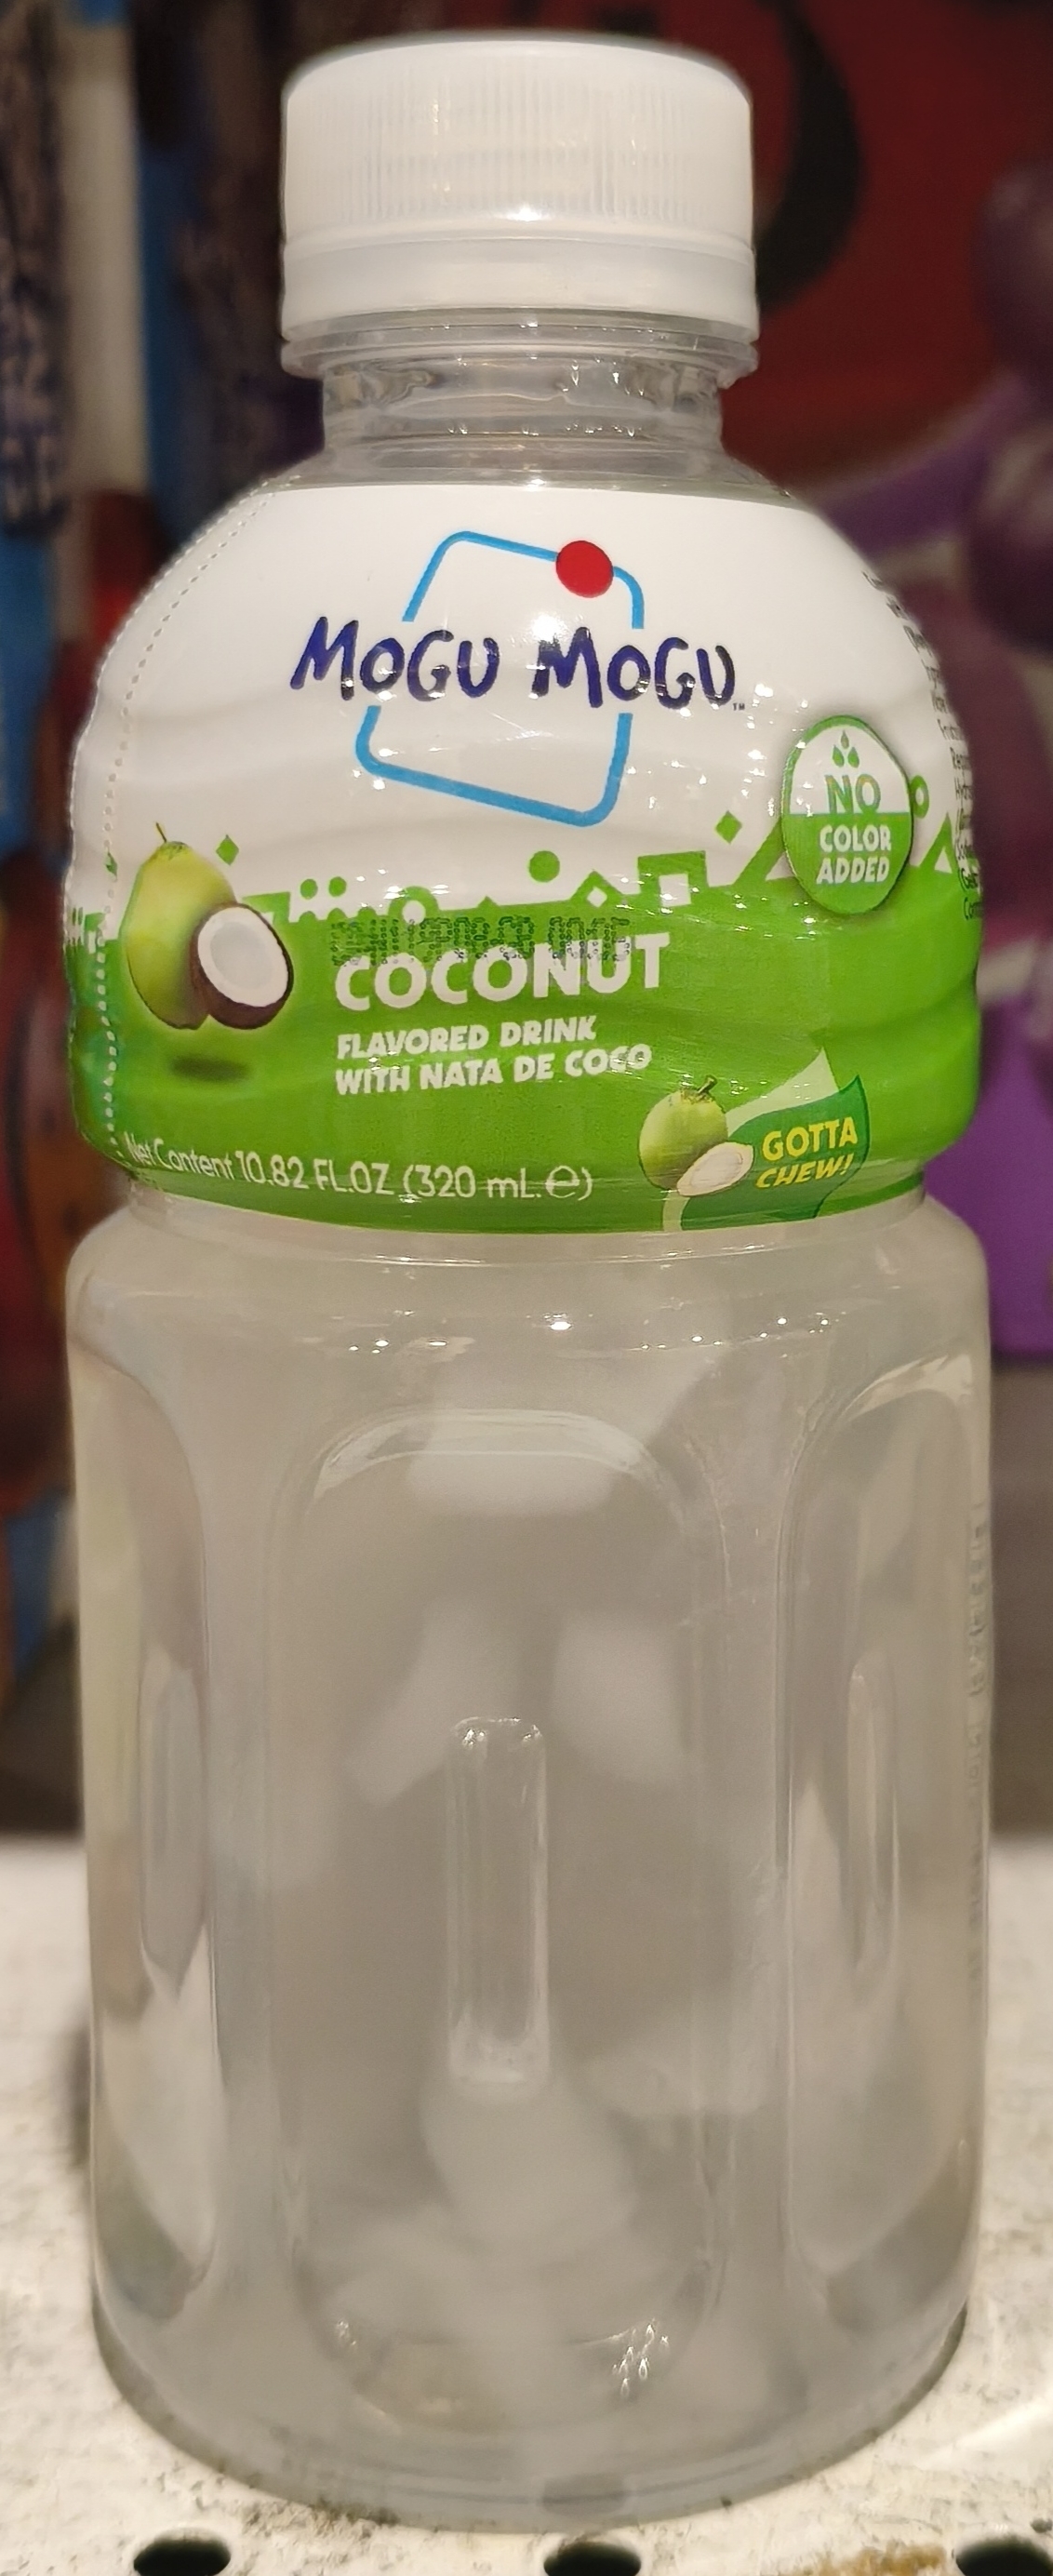 MOGU MOGU™
NO
COLOR
ADDED
COCONUT
FLAVORED DRINK
WITH NATA DE COCO
GOTTA
CHEW!
Net Content 10.82 FL.OZ (320 mL.℮)